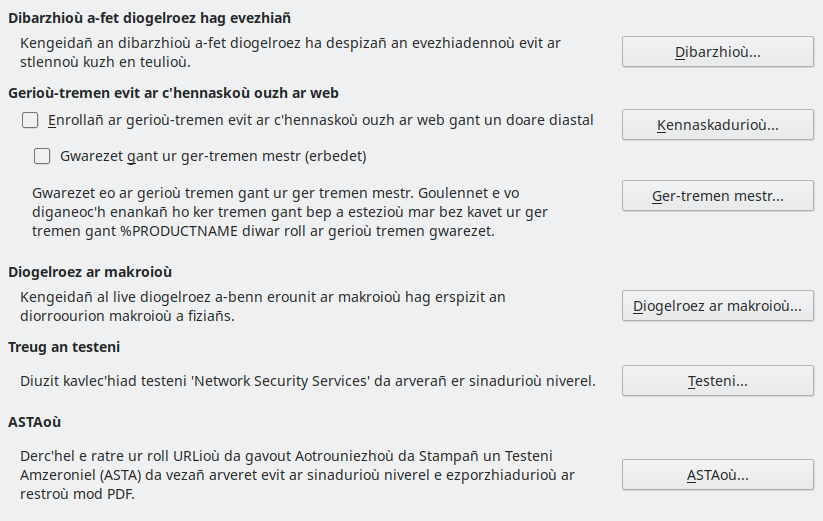 Dibarzhioù a-fet diogelroez hag evezhiañ
Kengeidañ an dibarzhioù a-fet diogelroez ha despizañ an evezhiadennoù evit ar
stlennoù kuzh en teulioù.
Dibarzhioù...
Gerioù-tremen evit ar c'hennaskoù ouzh ar web
Enrollañ ar gerioù-tremen evit ar c'hennaskoù ouzh ar web gant un doare diastal
Kennaskadurioù...
Gwarezet gant ur ger-tremen mestr (erbedet)
Gwarezet eo ar gerioù tremen gant ur ger tremen mestr. Goulennet e vo
diganeoc'h enankañ ho ker tremen gant bep a estezioù mar bez kavet ur ger
tremen gant %PRODUCTNAME diwar roll ar gerioù tremen gwarezet.
Ger-tremen mestr...
Diogelroez ar makroioù
Kengeidañ al live diogelroez a-benn erounit ar makroioù hag erspizit an
diorroourion makroioù a fiziañs.
Diogelroez ar makroioù...
Treug an testeni
Diuzit kavlec'hiad testeni 'Network Security Services' da arverañ er sinadurioù niverel.
Testeni...
ASTAoù
Derc'hel e ratre ur roll URLioù da gavout Aotrouniezhoù da Stampañ un Testeni
Amzeroniel (ASTA) da vezañ arveret evit ar sinadurioù niverel e ezporzhiadurioù ar
restroù mod PDF.
ASTAoù...